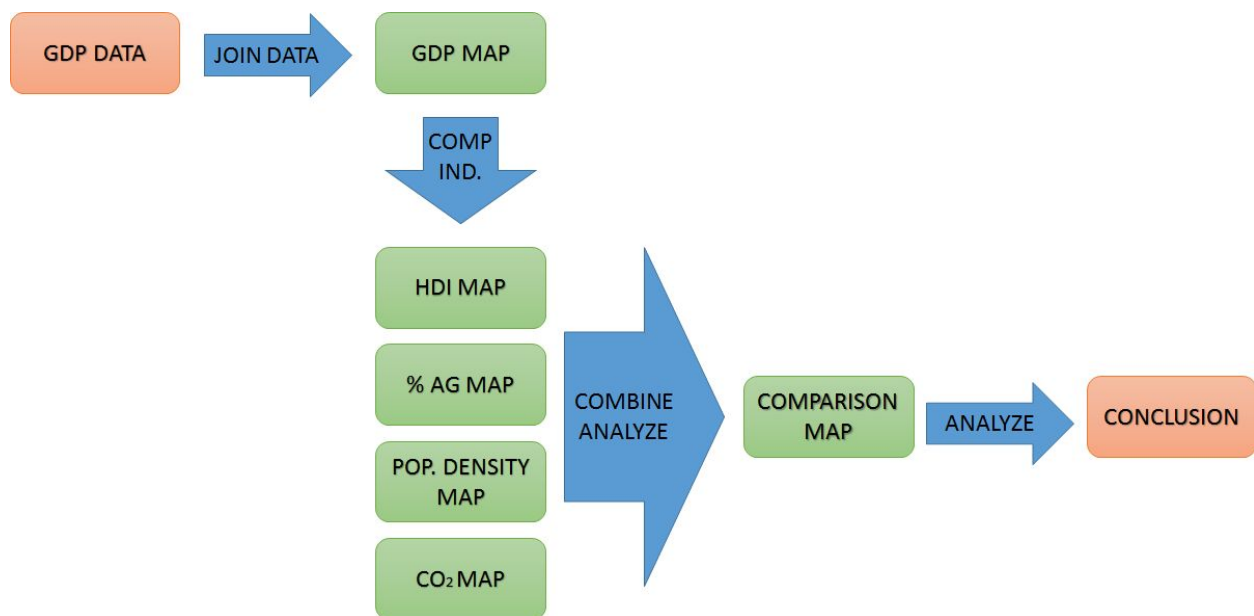 GDP DATA
JOIN DATA
GDP MAP
COMP
IND.
HDI MAP
% AG MAP
POP. DENSITY
MAP
CO₂ MAP
COMBINE
ANALYZE
COMPARISON
MAP
ANALYZE
CONCLUSION